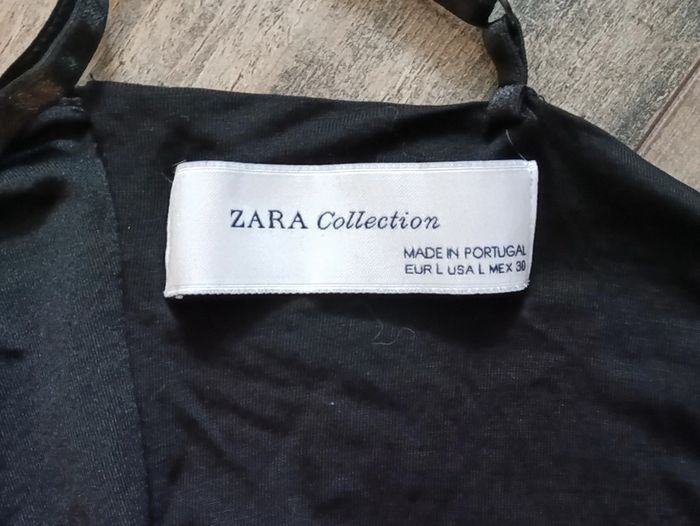 ZARA Collection
MADE IN PORTUGAL
EUR L USA L MEX 30